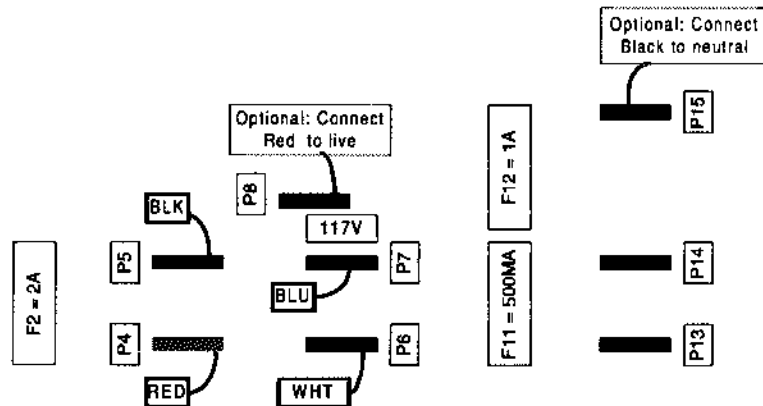 Optional: Connect
Black to neutral
P15
Optional: Connect
Red to live
F12 = 1A
P8
BLK
117V
F2 = 2A
P5
P7
F11 = 500MA
P14
BLU
P4
P6
P13
RED
WHT